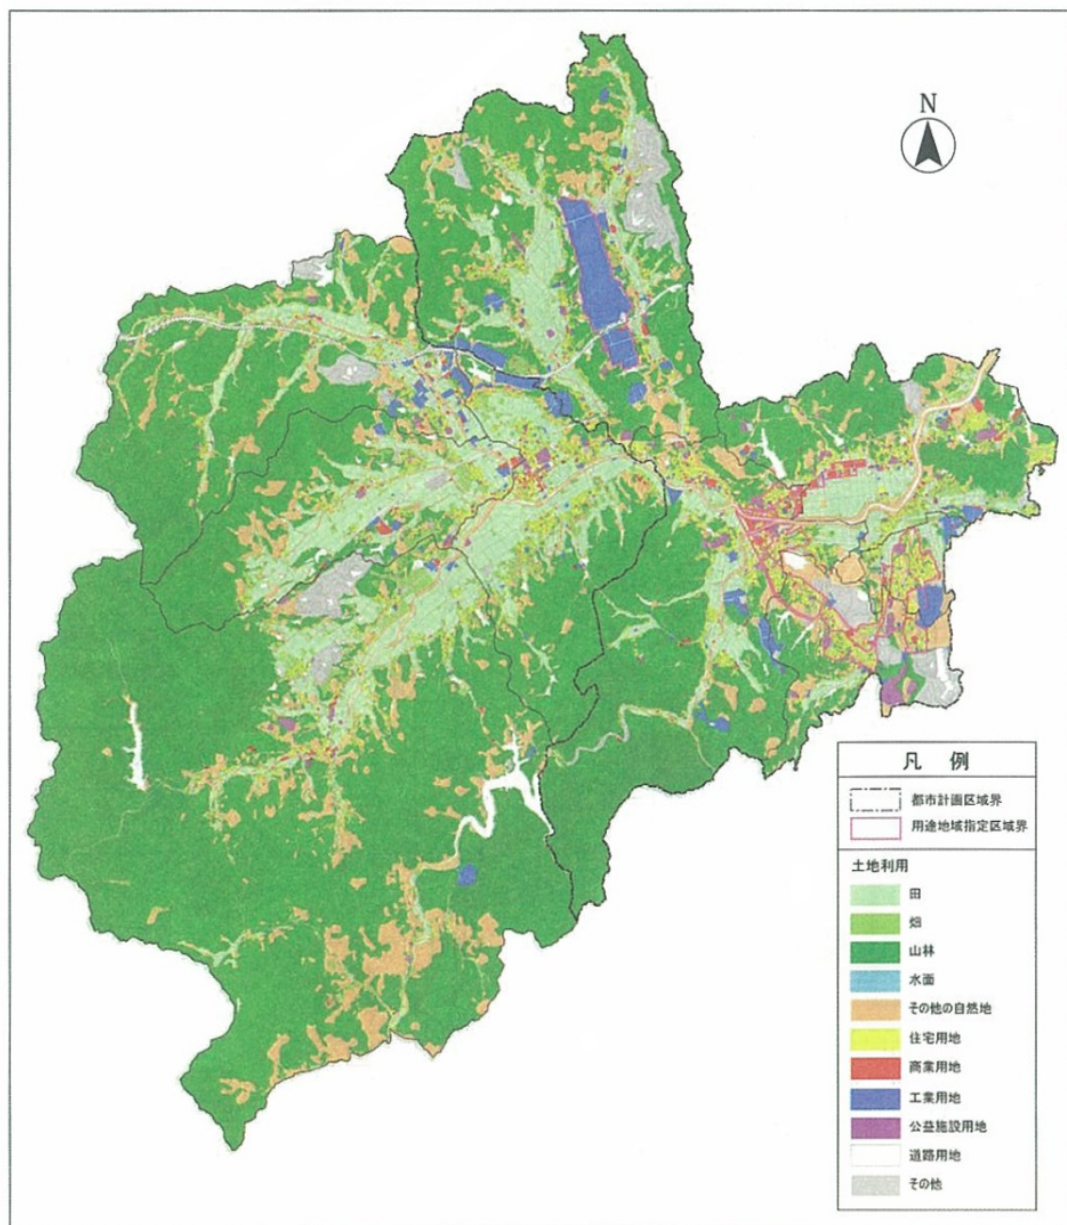 N
凡 例
都市計画区域界
用途地域指定区域界
土地利用
田
畑
山林
水面
その他の自然地
住宅用地
商業用地
工業用地
公益施設用地
道路用地
その他